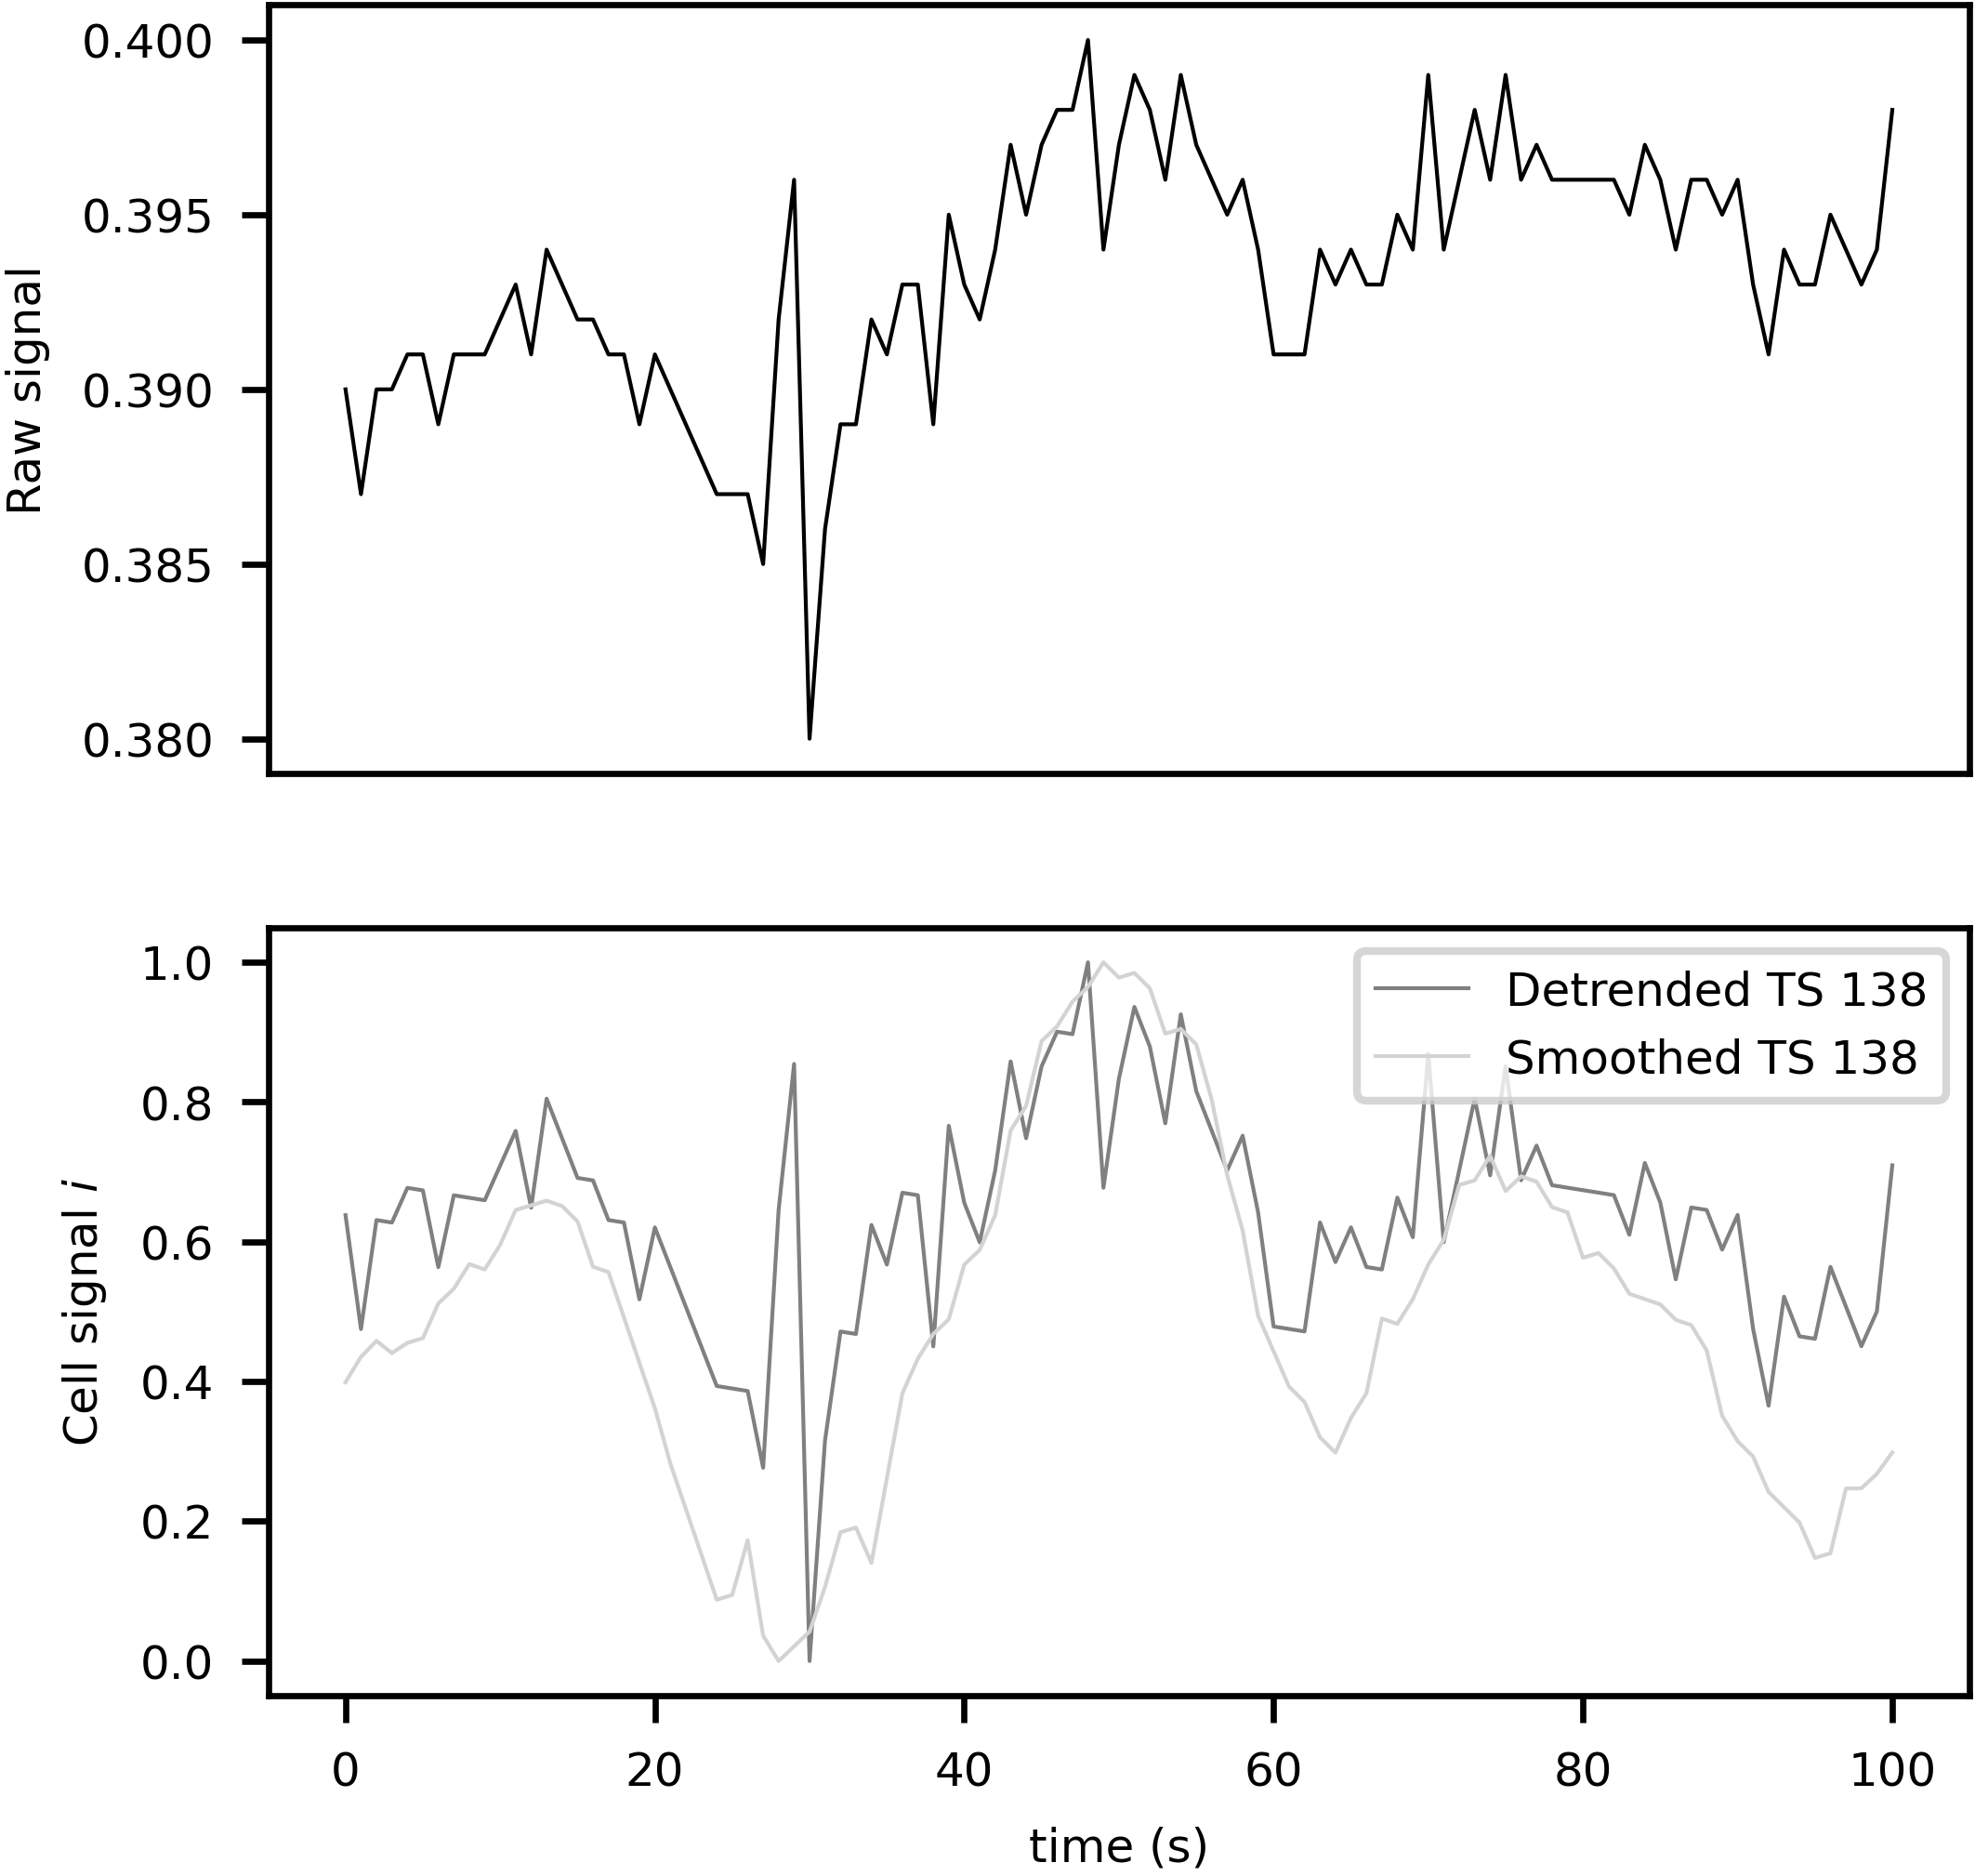 Raw signal
0.400
0.395
0.390
0.385
0.380
Cell signal i
1.0
0.8
0.6
0.4
0.2
0.0
Detrended TS 138
Smoothed TS 138
0 20 40 60 80 100
time (s)